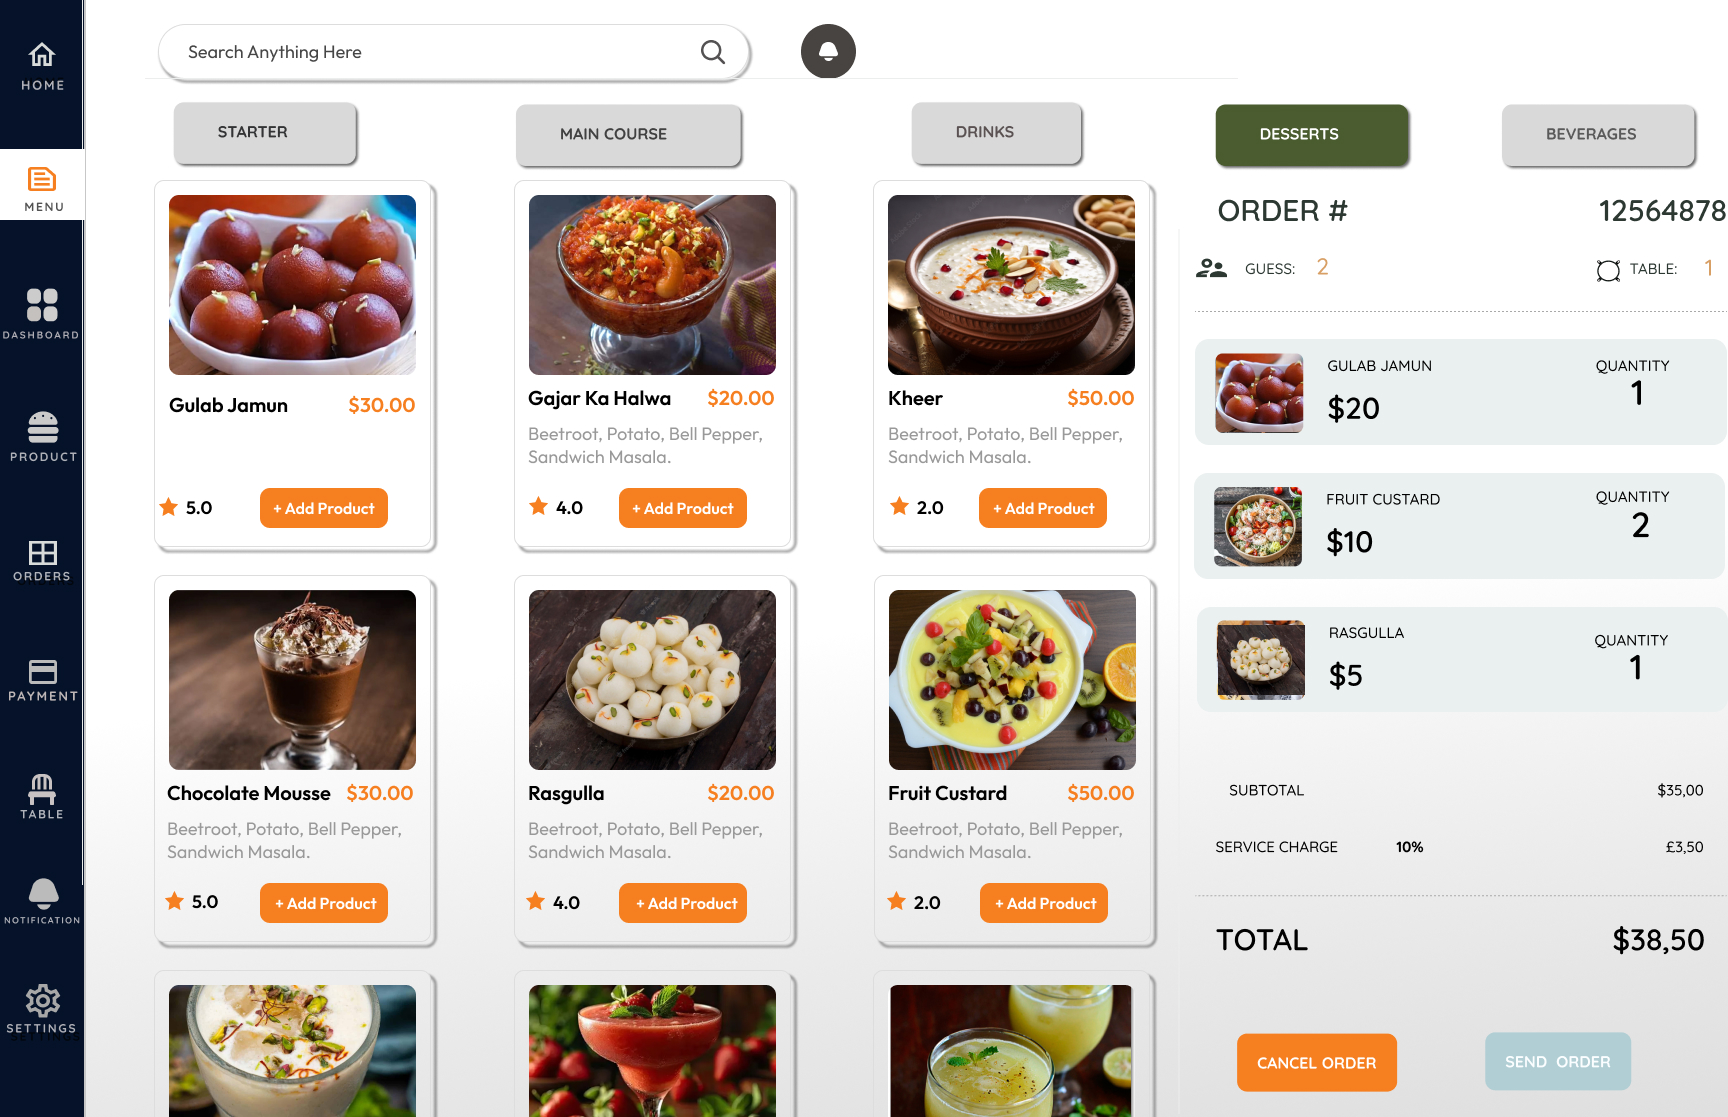 Search Anything Here
HOME
MENU
DASHBOARD
PRODUCT
ORDERS
PAYMENT
TABLE
NOTIFICATION
SETTINGS
SETTINGS
STARTER
MAIN COURSE
DRINKS
DESSERTS
BEVERAGES
Gulab Jamun $30.00
5.0 + Add Product
Gajar Ka Halwa $20.00
Beetroot, Potato, Bell Pepper,
Sandwich Masala.
4.0 + Add Product
Kheer $50.00
Beetroot, Potato, Bell Pepper,
Sandwich Masala.
2.0 + Add Product
Chocolate Mousse $30.00
Beetroot, Potato, Bell Pepper,
Sandwich Masala.
5.0 + Add Product
Rasgulla $20.00
Beetroot, Potato, Bell Pepper,
Sandwich Masala.
4.0 + Add Product
Fruit Custard $50.00
Beetroot, Potato, Bell Pepper,
Sandwich Masala.
2.0 + Add Product
ORDER # 12564878
GUESS: 2 TABLE: 1
GULAB JAMUN QUANTITY
$20 1
FRUIT CUSTARD QUANTITY
$10 2
RASGULLA QUANTITY
$5 1
SUBTOTAL $35,00
SERVICE CHARGE 10% £3,50
TOTAL $38,50
CANCEL ORDER SEND ORDER